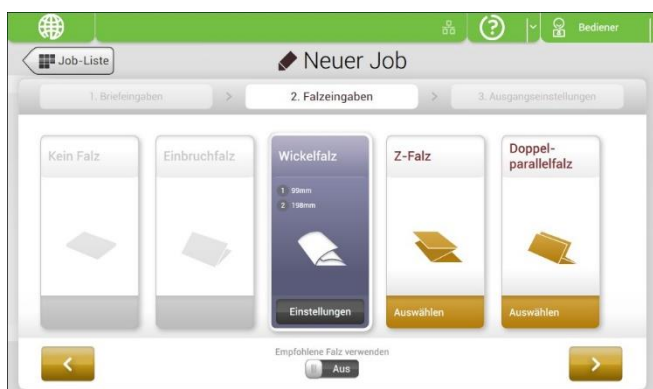 Bediener
Job-Liste
Neuer Job
1. Briefeingaben > 2. Falzeingaben > 3. Ausgangseinstellungen
Kein Falz
Einbruchfalz
Wickelfalz
1 99mm
2 198mm
Einstellungen
Z-Falz
Auswählen
Doppel-
parallelfalz
Auswählen
Empfohlene Falz verwenden
Aus